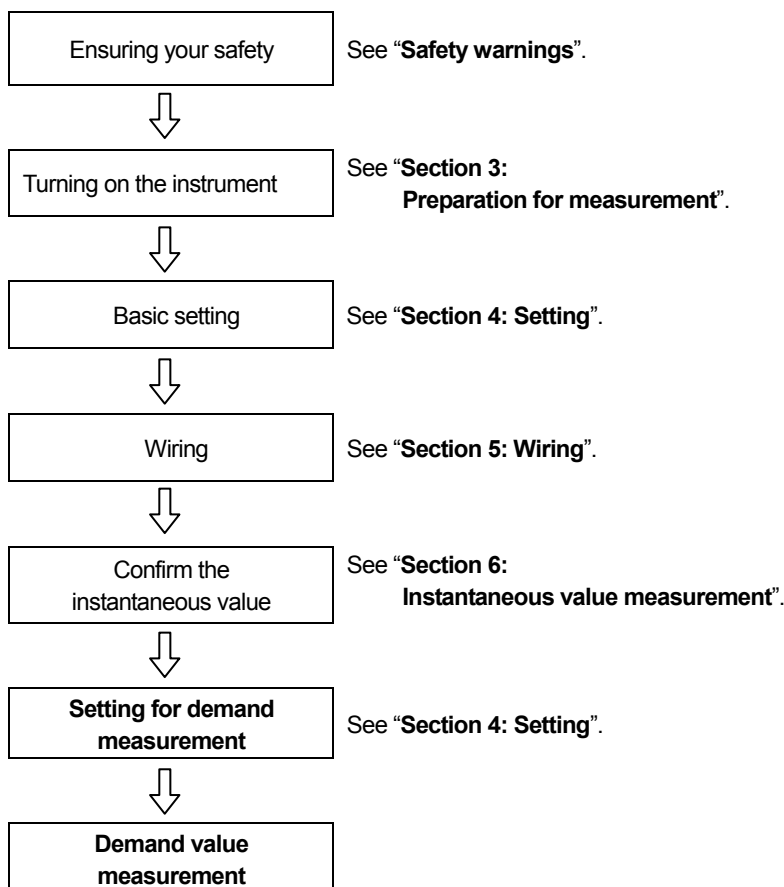 Ensuring your safety
See “Safety warnings”.
Turning on the instrument
See “Section 3:
Preparation for measurement”.
Basic setting
See “Section 4: Setting”.
Wiring
See “Section 5: Wiring”.
Confirm the
instantaneous value
See “Section 6:
Instantaneous value measurement”.
Setting for demand
measurement
See “Section 4: Setting”.
Demand value
measurement